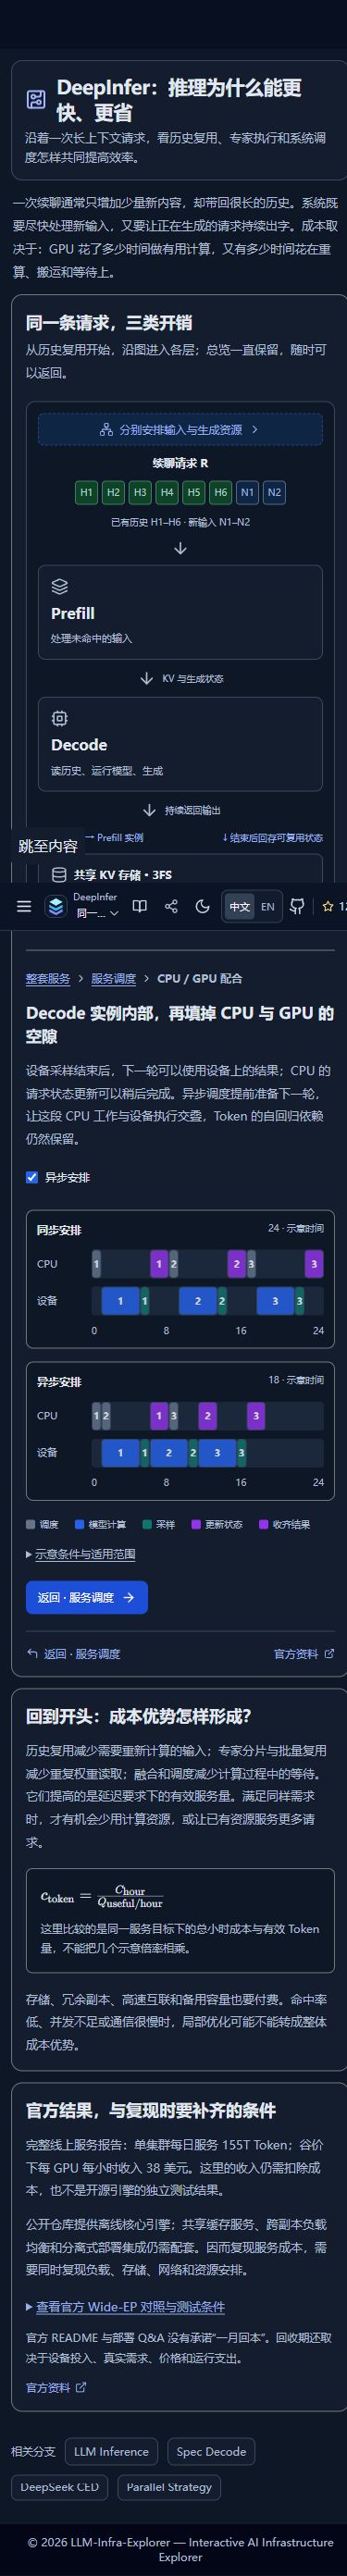 DeepInfer：推理为什么能更
快、更省
沿着一次长上下文请求，看历史复用、专家执行和系统调
度怎样共同提高效率。
一次续聊通常只增加少量新内容，却带回很长的历史。系统既
要尽快处理新输入，又要让正在生成的请求持续出字。成本取
决于：GPU 花了多少时间做有用计算，又有多少时间花在重
算、搬运和等待上。
同一条请求，三类开销
从历史复用开始，沿图进入各层；总览一直保留，随时可
以返回。
分别安排输入与生成资源
续聊请求 R
H1 H2 H3 H4 H5 H6 N1 N2
已有历史 H1–H6 · 新输入 N1–N2
Prefill
处理未命中的输入
KV 与生成状态
Decode
读历史、运行模型、生成
持续返回输出
→ Prefill 实例
↓ 结束后回存可复用状态
跳至内容
共享 KV 存储 · 3FS
DeepInfer
同一...
中文 EN
整套服务 > 服务调度 > CPU / GPU 配合
Decode 实例内部，再填掉 CPU 与 GPU 的
空隙
设备采样结束后，下一轮可以使用设备上的结果；CPU 的
请求状态更新可以稍后完成。异步调度提前准备下一轮，
让这段 CPU 工作与设备执行交叠，Token 的自回归依赖
仍然保留。
异步安排
同步安排 24 · 示意时间
CPU 1 1 2 2 3 3
设备 1 1 2 2 3 3
0 8 16 24
异步安排 18 · 示意时间
CPU 1 2 1 3 2 3
设备 1 1 2 2 3 3
0 8 16 24
调度 模型计算 采样 更新状态 收齐结果
示意条件与适用范围
返回 · 服务调度 →
返回 · 服务调度 官方资料
回到开头：成本优势怎样形成？
历史复用减少需要重新计算的输入；专家分片与批量复用
减少重复权重读取；融合和调度减少计算过程中的等待。
它们提高的是延迟要求下的有效服务量。满足同样需求
时，才有机会少用计算资源，或让已有资源服务更多请
求。
c_token = C_hour / Q_useful/hour
这里比较的是同一服务目标下的总小时成本与有效 Token
量，不能把几个示意倍率相乘。
存储、冗余副本、高速互联和备用容量也要付费。命中率
低、并发不足或通信很慢时，局部优化可能不能转成整体
成本优势。
官方结果，与复现时要补齐的条件
完整线上服务报告：单集群每日服务 155T Token；谷价
下每 GPU 每小时收入 38 美元。这里的收入仍需扣除成
本，也不是开源引擎的独立测试结果。
公开仓库提供离线核心引擎；共享缓存服务、跨副本负载
均衡和分离式部署集成仍需配套。因而复现服务成本，需
要同时复现负载、存储、网络和资源安排。
查看官方 Wide-EP 对照与测试条件
官方 README 与部署 Q&A 没有承诺“一月回本”。回收期还取
决于设备投入、真实需求、价格和运行支出。
官方资料
相关分支 LLM Inference Spec Decode
DeepSeek CED Parallel Strategy
© 2026 LLM-Infra-Explorer — Interactive AI Infrastructure
Explorer